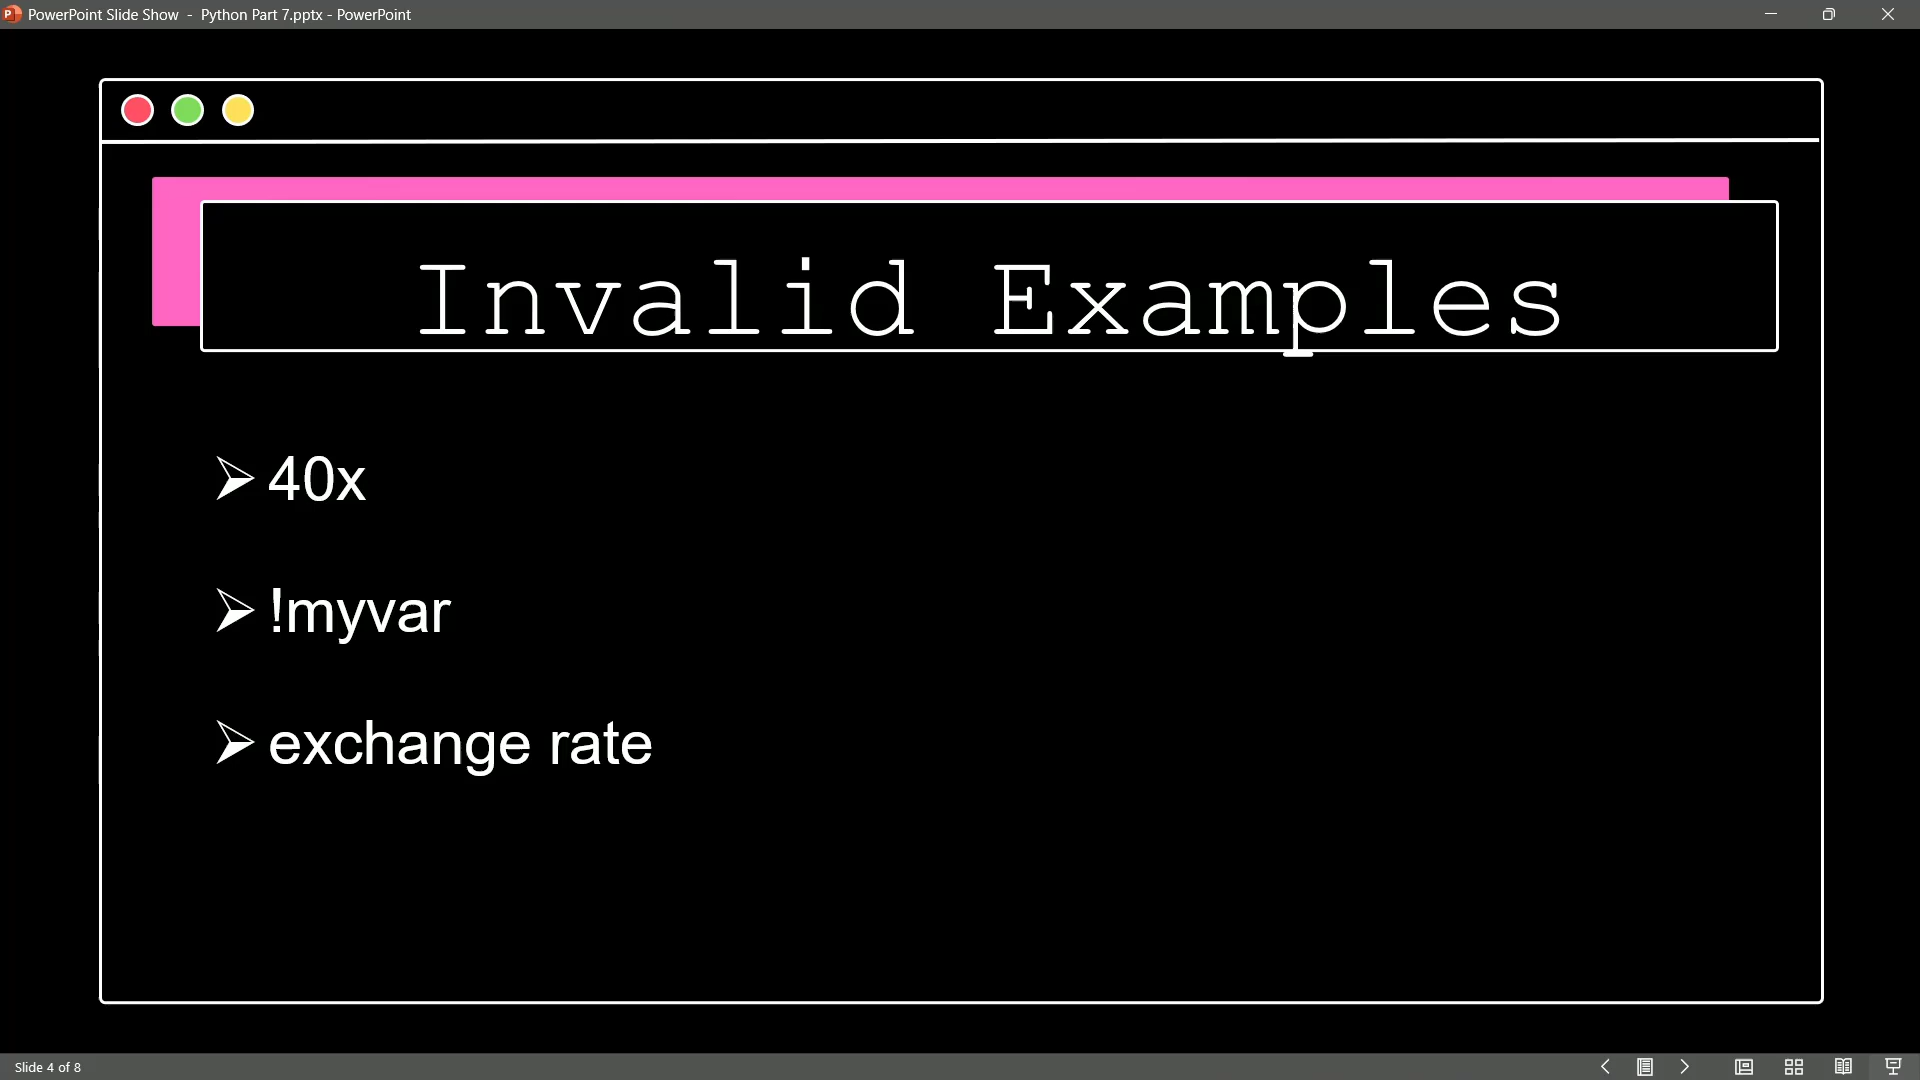 PowerPoint Slide Show - Python Part 7.pptx - PowerPoint
Invalid Examples
➢ 40x
➢ !myvar
➢ exchange rate
Slide 4 of 8